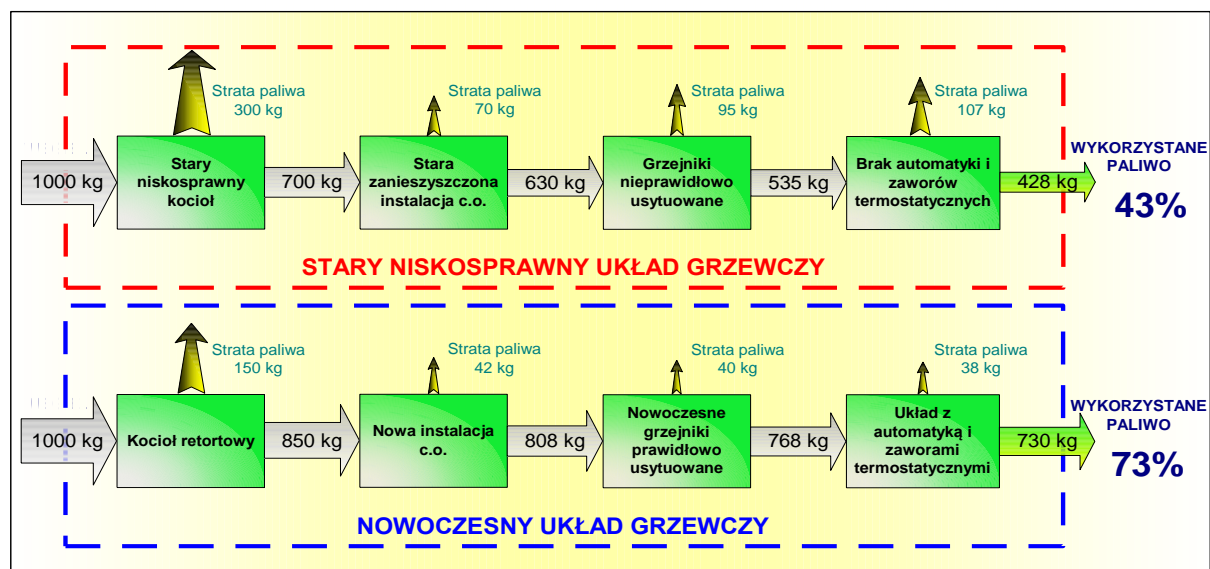 Strata paliwa
300 kg
Strata paliwa
70 kg
Strata paliwa
95 kg
Strata paliwa
107 kg
1000 kg
Stary
niskosprawny
kocioł
700 kg
Stara
zanieszyszczona
instalacja c.o.
630 kg
Grzejniki
nieprawidłowo
usytuowane
535 kg
Brak automatyki i
zaworów
termostatycznych
428 kg
WYKORZYSTANE
PALIWO
43%
STARY NISKOSPRAWNY UKŁAD GRZEWCZY
Strata paliwa
150 kg
Strata paliwa
42 kg
Strata paliwa
40 kg
Strata paliwa
38 kg
1000 kg
Kocioł retortowy
850 kg
Nowa instalacja
c.o.
808 kg
Nowoczesne
grzejniki
prawidłowo
usytuowane
768 kg
Układ z
automatyką i
zaworami
termostatycznymi
730 kg
WYKORZYSTANE
PALIWO
73%
NOWOCZESNY UKŁAD GRZEWCZY